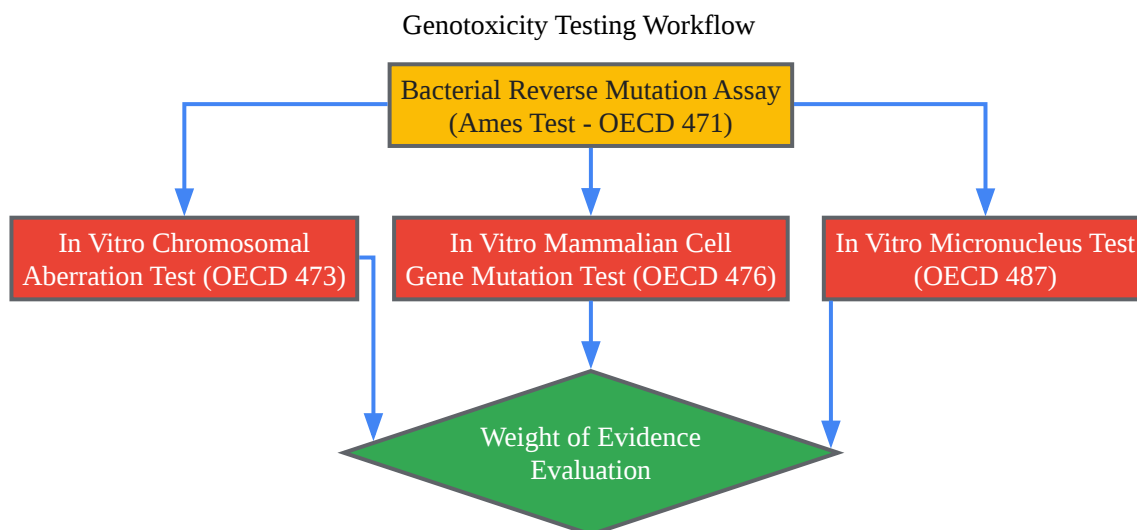 Genotoxicity Testing Workflow
Bacterial Reverse Mutation Assay
(Ames Test - OECD 471)
In Vitro Chromosomal
Aberration Test (OECD 473)
In Vitro Mammalian Cell
Gene Mutation Test (OECD 476)
In Vitro Micronucleus Test
(OECD 487)
Weight of Evidence
Evaluation